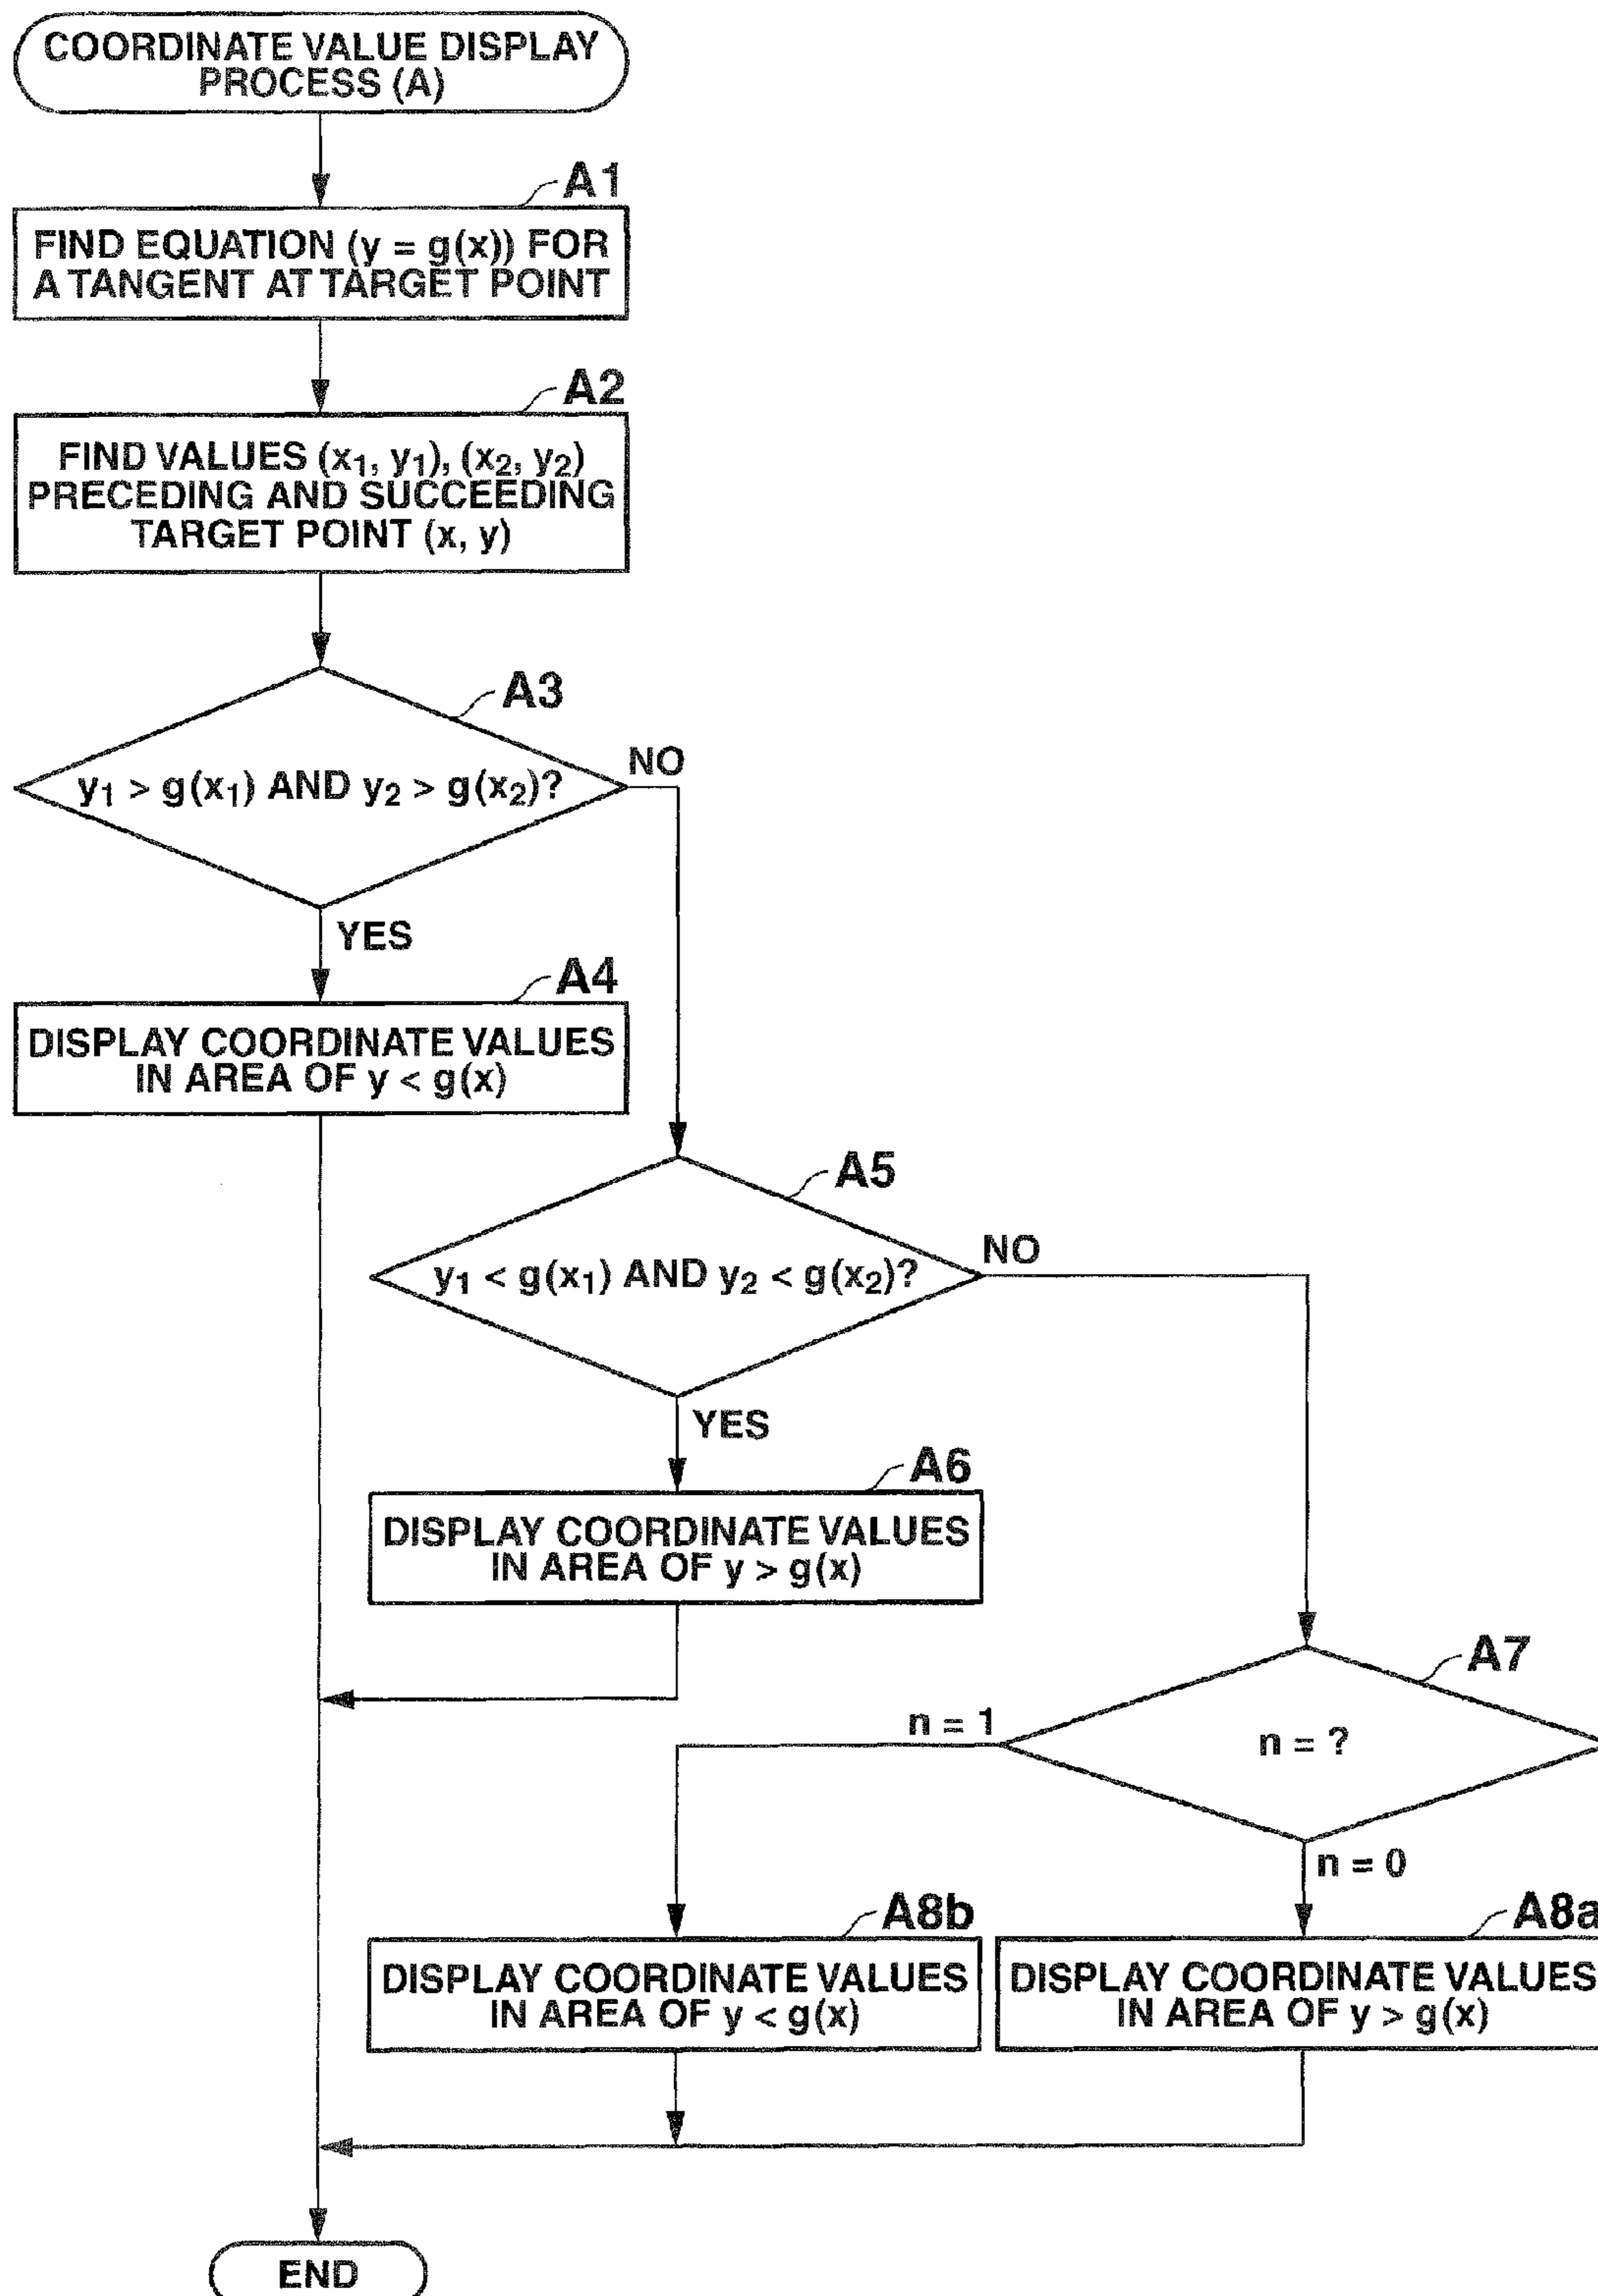 COORDINATE VALUE DISPLAY
PROCESS (A)
A1
FIND EQUATION (y = g(x)) FOR
A TANGENT AT TARGET POINT
A2
FIND VALUES (x₁, y₁), (x₂, y₂)
PRECEDING AND SUCCEEDING
TARGET POINT (x, y)
A3
y₁ > g(x₁) AND y₂ > g(x₂)?
NO
YES
A4
DISPLAY COORDINATE VALUES
IN AREA OF y < g(x)
A5
y₁ < g(x₁) AND y₂ < g(x₂)?
NO
YES
A6
DISPLAY COORDINATE VALUES
IN AREA OF y > g(x)
A7
n = ?
n = 1
n = 0
A8b
DISPLAY COORDINATE VALUES
IN AREA OF y < g(x)
A8a
DISPLAY COORDINATE VALUES
IN AREA OF y > g(x)
END